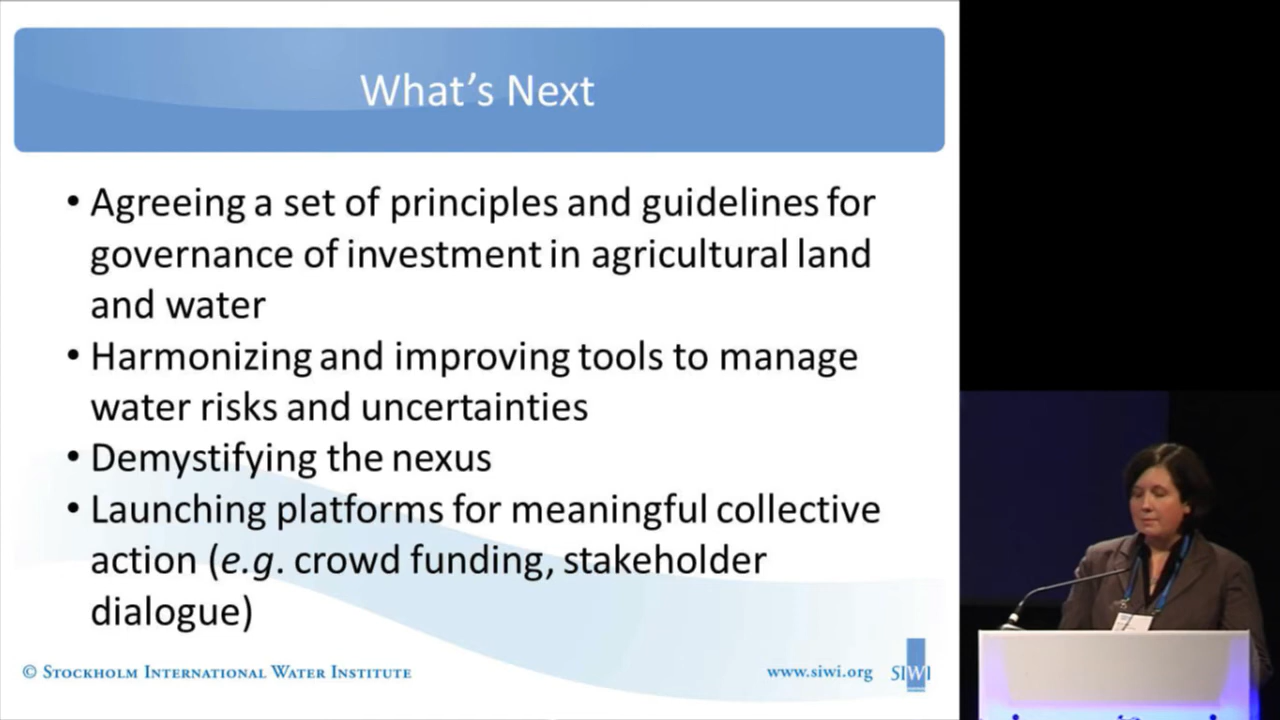 What's Next
• Agreeing a set of principles and guidelines for
governance of investment in agricultural land
and water
• Harmonizing and improving tools to manage
water risks and uncertainties
• Demystifying the nexus
• Launching platforms for meaningful collective
action (e.g. crowd funding, stakeholder
dialogue)
© STOCKHOLM INTERNATIONAL WATER INSTITUTE
www.siwi.org
SIWI